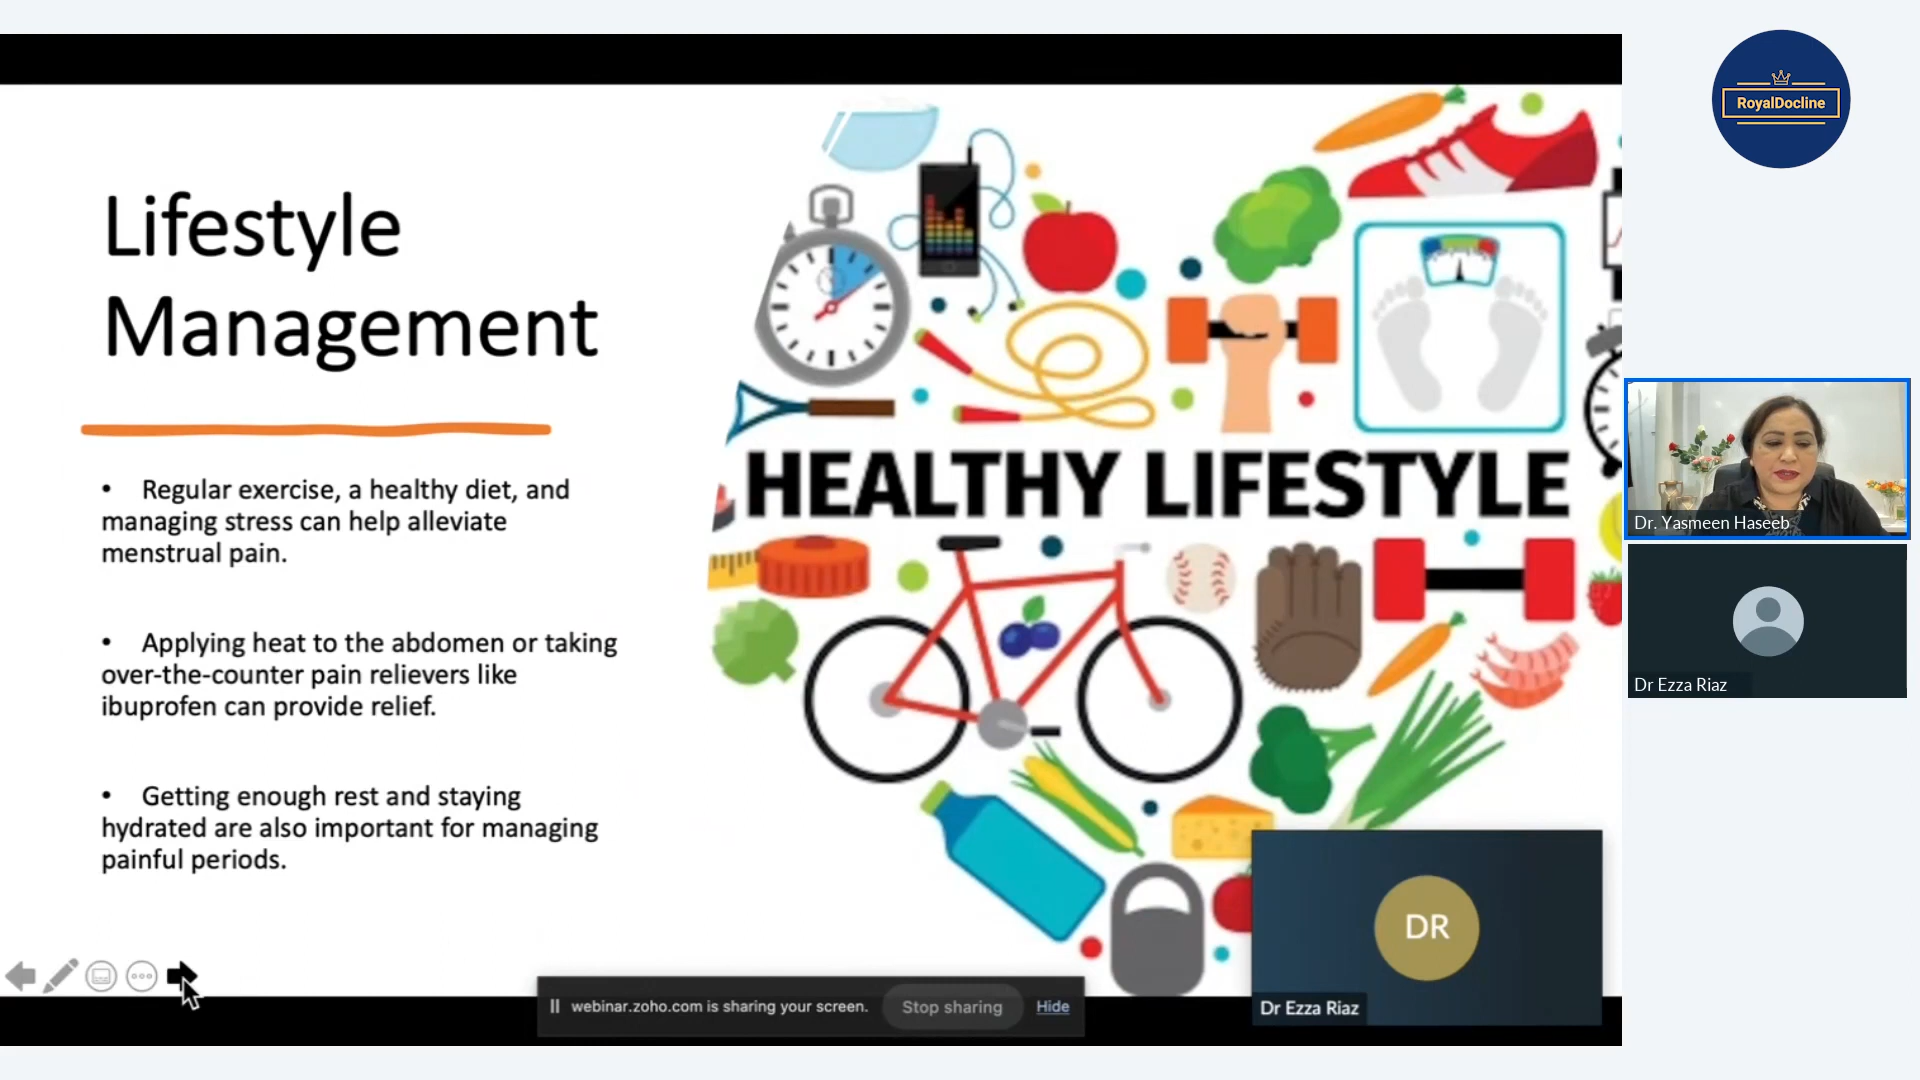 RoyalDocline
Lifestyle
Management
• Regular exercise, a healthy diet, and
managing stress can help alleviate
menstrual pain.
• Applying heat to the abdomen or taking
over-the-counter pain relievers like
ibuprofen can provide relief.
• Getting enough rest and staying
hydrated are also important for managing
painful periods.
HEALTHY LIFESTYLE
Dr. Yasmeen Haseeb
Dr Ezza Riaz
DR
Dr Ezza Riaz
webinar.zoho.com is sharing your screen.
Stop sharing
Hide